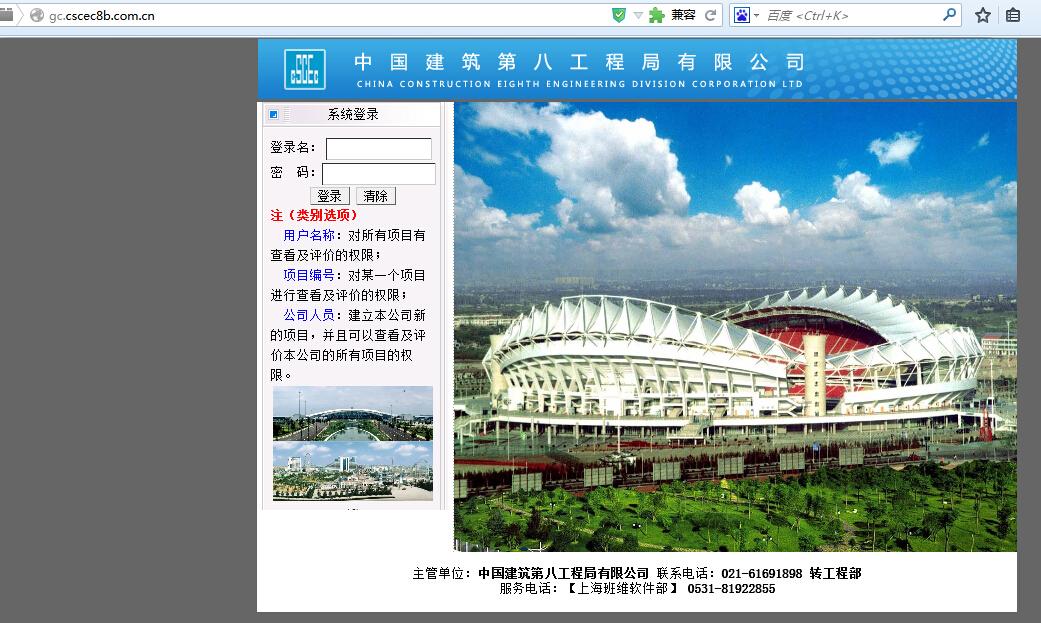 gc.cscec8b.com.cn
兼容
百度 <Ctrl+K>
CSCEC
中国建筑第八工程局有限公司
CHINA CONSTRUCTION EIGHTH ENGINEERING DIVISION CORPORATION LTD
系统登录
登录名：
密 码：
登录 清除
注（类别选项）
用户名称：对所有项目有
查看及评价的权限；
项目编号：对某一个项目
进行查看及评价的权限；
公司人员：建立本公司新
的项目，并且可以查看及评
价本公司的所有项目的权
限。
主管单位：中国建筑第八工程局有限公司 联系电话：021-61691898 转工程部
服务电话：【上海班维软件部】 0531-81922855